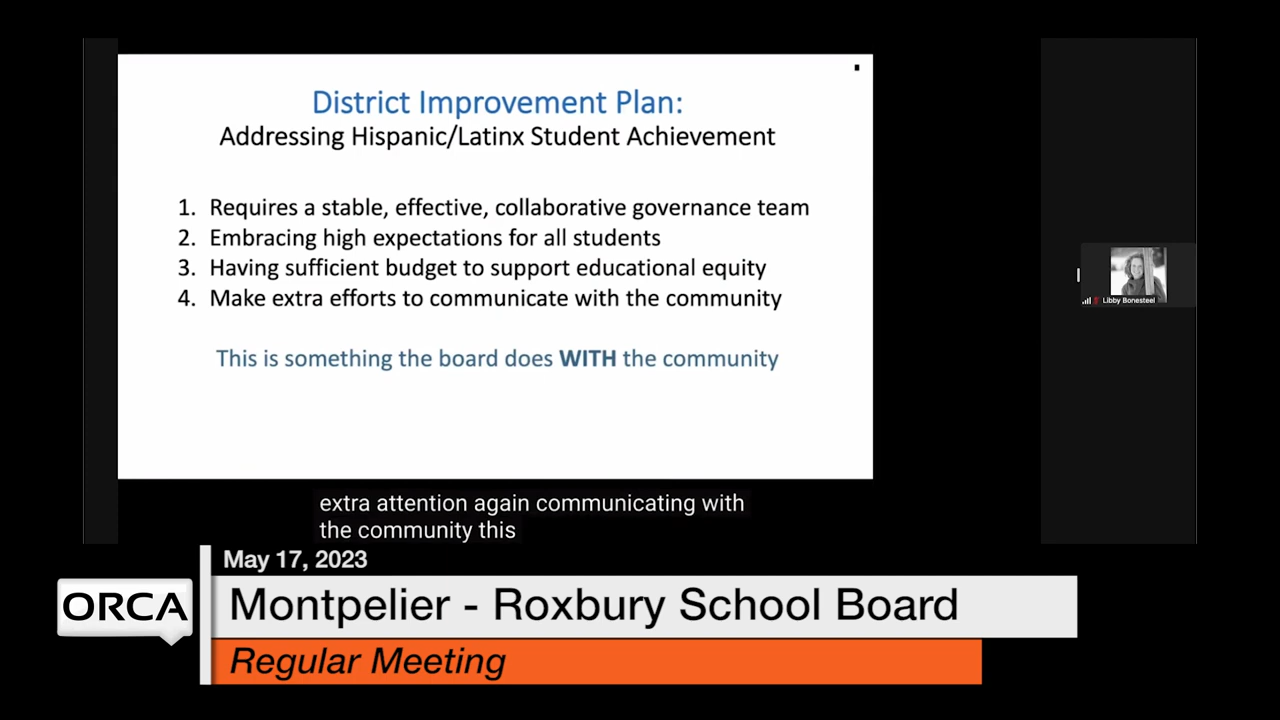 District Improvement Plan:
Addressing Hispanic/Latinx Student Achievement
1. Requires a stable, effective, collaborative governance team
2. Embracing high expectations for all students
3. Having sufficient budget to support educational equity
4. Make extra efforts to communicate with the community
This is something the board does WITH the community
Libby Bonesteel
extra attention again communicating with
the community this
May 17, 2023
ORCA
Montpelier - Roxbury School Board
Regular Meeting